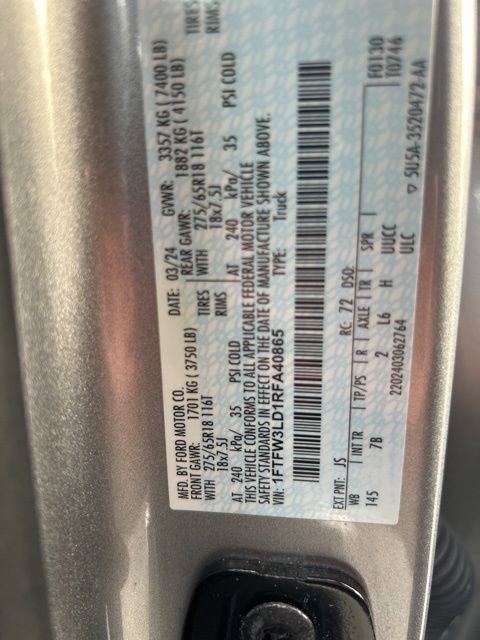 MFD. BY FORD MOTOR CO. DATE: 03/24 GVWR: 3357 KG ( 7400 LB)
FRONT GAWR: 1701 KG ( 3750 LB) REAR GAWR: 1882 KG ( 4150 LB)
WITH 275/65R18 116T TIRES WITH 275/65R18 116T TIRES
18x7.5J RIMS 18x7.5J RIMS
AT 240 kPa/ 35 PSI COLD AT 240 kPa/ 35 PSI COLD
THIS VEHICLE CONFORMS TO ALL APPLICABLE FEDERAL MOTOR VEHICLE
SAFETY STANDARDS IN EFFECT ON THE DATE OF MANUFACTURE SHOWN ABOVE.
VIN: 1FTFW3LD1RFA40865 TYPE: Truck
EXT PNT: JS RC: 72 DSO: F0130
WB INT TR TP/PS R AXLE TR SPR T0746
145 7B 2 L6 H UUCC
2202403062764 ULC 5U5A-3520472-AA